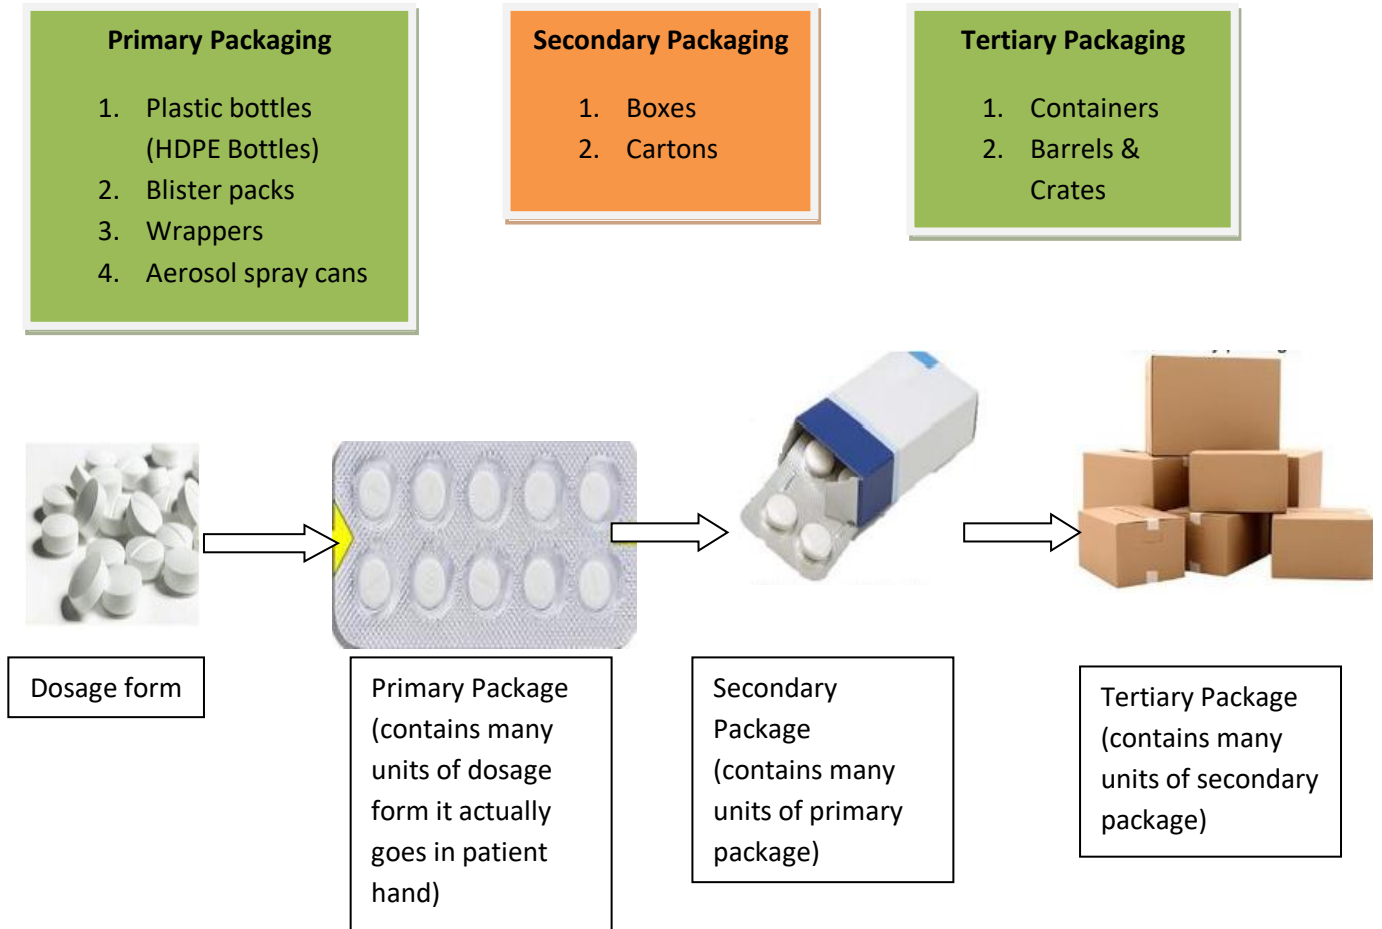 Primary Packaging
1. Plastic bottles
(HDPE Bottles)
2. Blister packs
3. Wrappers
4. Aerosol spray cans
Secondary Packaging
1. Boxes
2. Cartons
Tertiary Packaging
1. Containers
2. Barrels &
Crates
Dosage form
Primary Package
(contains many
units of dosage
form it actually
goes in patient
hand)
Secondary
Package
(contains many
units of primary
package)
Tertiary Package
(contains many
units of secondary
package)